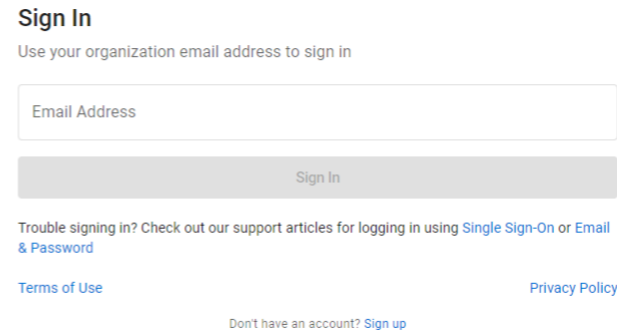 Sign In
Use your organization email address to sign in
Email Address
Sign In
Trouble signing in? Check out our support articles for logging in using Single Sign-On or Email
& Password
Terms of Use Privacy Policy
Don't have an account? Sign up